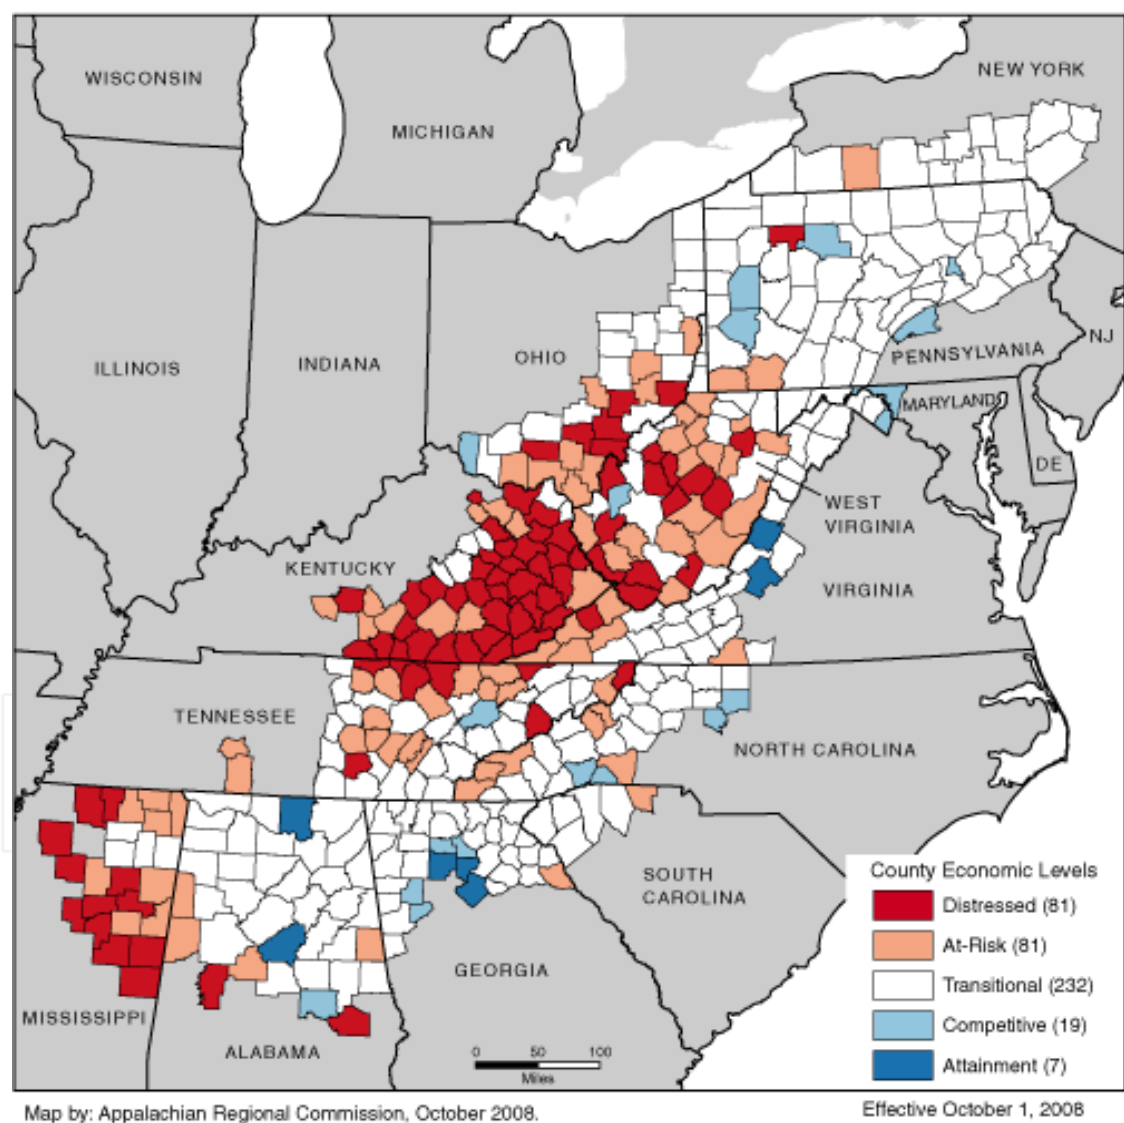 WISCONSIN
NEW YORK
MICHIGAN
ILLINOIS
INDIANA
OHIO
PENNSYLVANIA
NJ
MARYLAND
DE
WEST
VIRGINIA
KENTUCKY
VIRGINIA
TENNESSEE
NORTH CAROLINA
SOUTH
CAROLINA
GEORGIA
MISSISSIPPI
ALABAMA
County Economic Levels
Distressed (81)
At-Risk (81)
Transitional (232)
Competitive (19)
Attainment (7)
0 50 100
Miles
Map by: Appalachian Regional Commission, October 2008.
Effective October 1, 2008